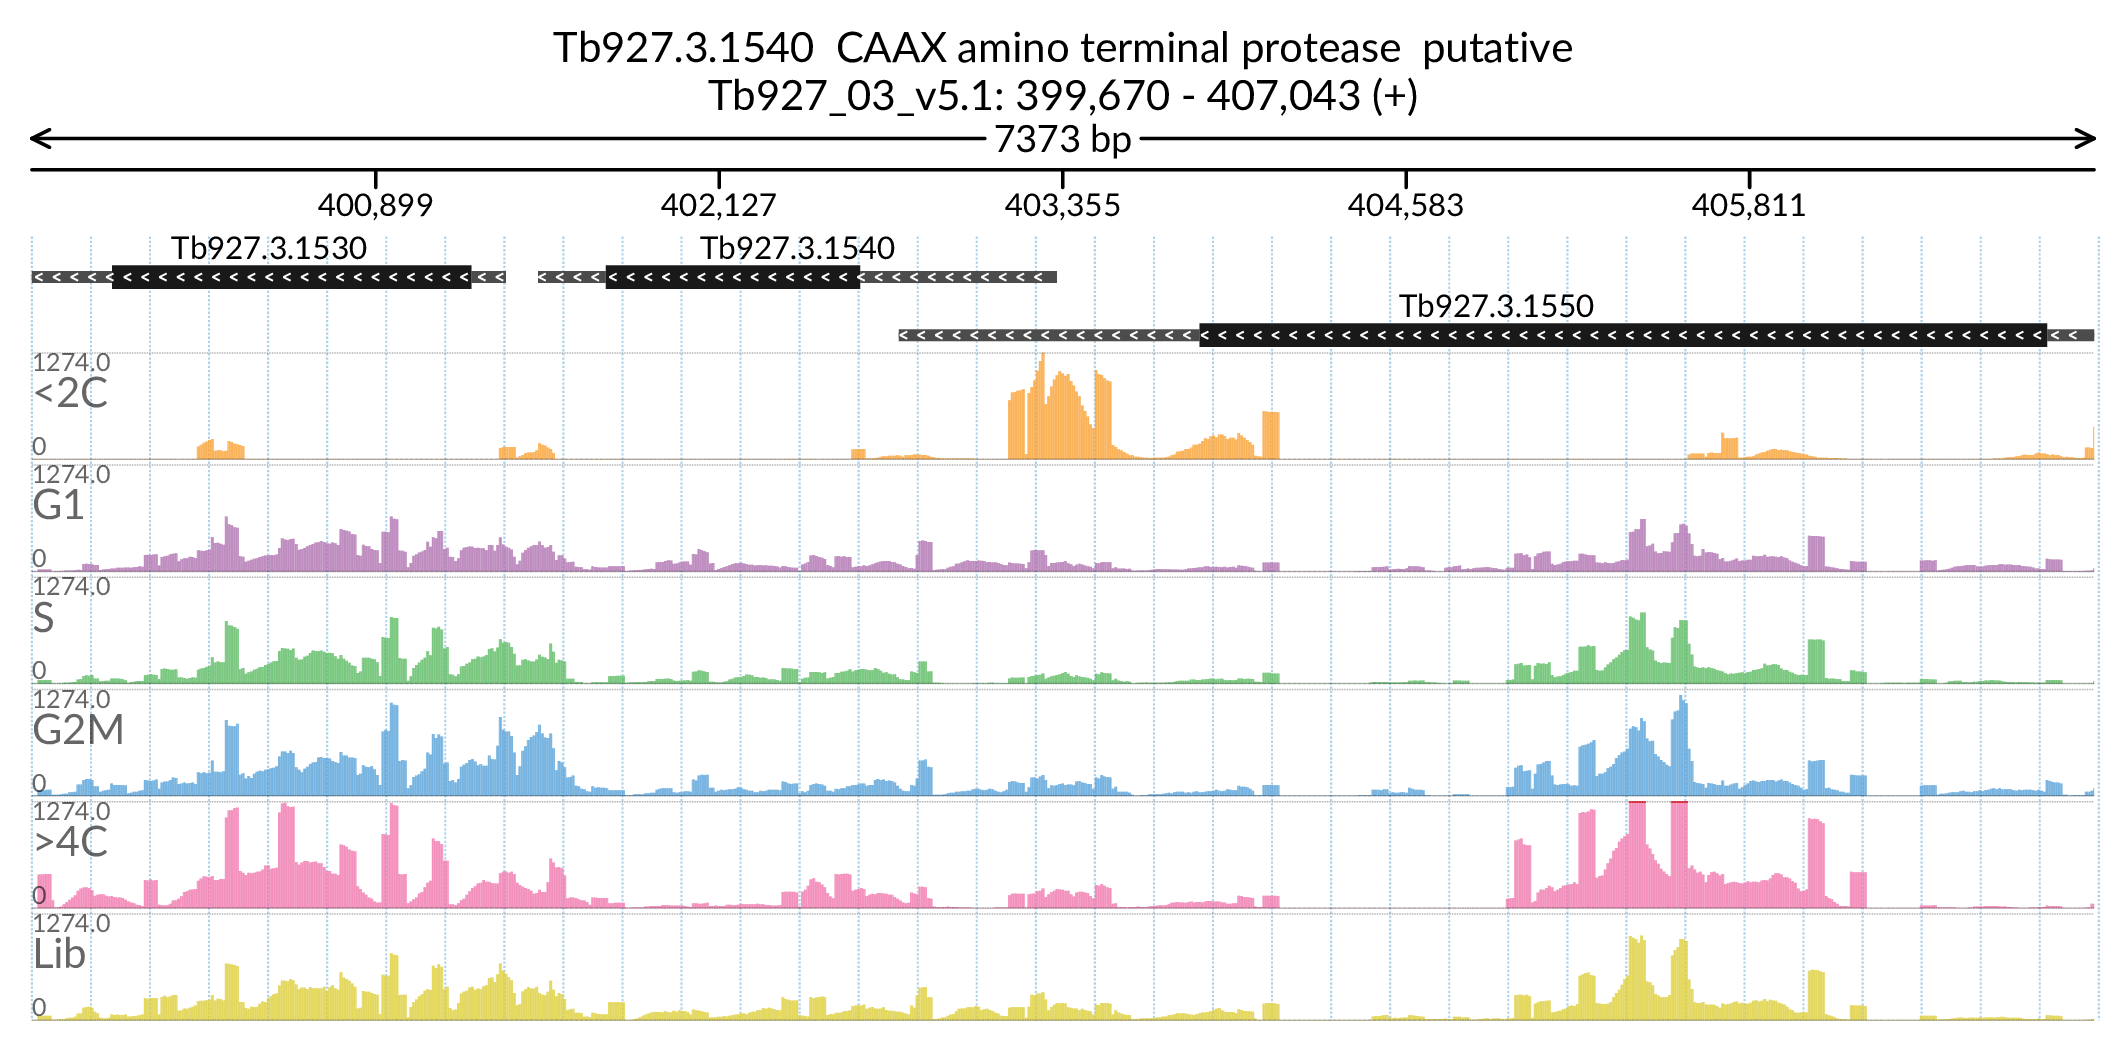 Tb927.3.1540 CAAX amino terminal protease putative
Tb927_03_v5.1: 399,670 - 407,043 (+)
7373 bp
400,899 402,127 403,355 404,583 405,811
Tb927.3.1530 Tb927.3.1540
Tb927.3.1550
1274.0
<2C
0
1274.0
G1
0
1274.0
S
0
1274.0
G2M
0
1274.0
>4C
0
1274.0
Lib
0